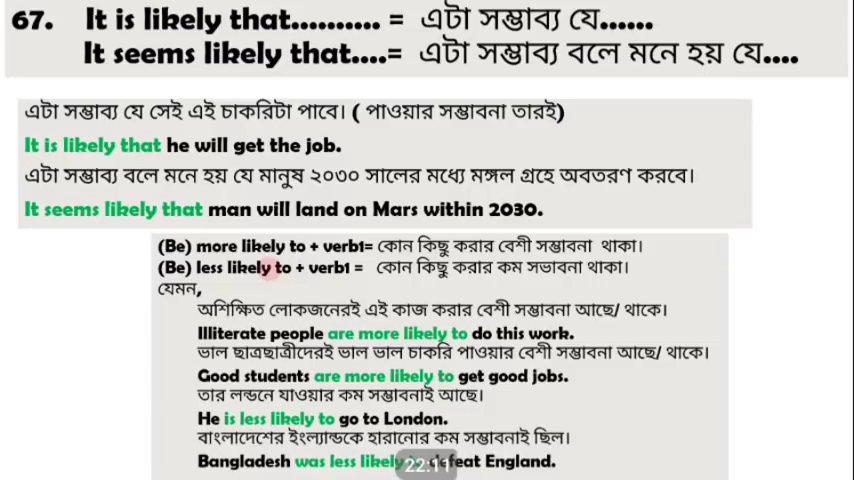 67. It is likely that.......... = এটা সম্ভাব্য যে......
It seems likely that....= এটা সম্ভাব্য বলে মনে হয় যে....
এটা সম্ভাব্য যে সেই এই চাকরিটা পাবে। ( পাওয়ার সম্ভাবনা তারই)
It is likely that he will get the job.
এটা সম্ভাব্য বলে মনে হয় যে মানুষ ২০৩০ সালের মধ্যে মঙ্গল গ্রহে অবতরণ করবে।
It seems likely that man will land on Mars within 2030.
(Be) more likely to + verb1= কোন কিছু করার বেশী সম্ভাবনা থাকা।
(Be) less likely to + verb1 = কোন কিছু করার কম সভাবনা থাকা।
যেমন,
অশিক্ষিত লোকজনেরই এই কাজ করার বেশী সম্ভাবনা আছে/ থাকে।
Illiterate people are more likely to do this work.
ভাল ছাত্রছাত্রীদেরই ভাল ভাল চাকরি পাওয়ার বেশী সম্ভাবনা আছে/ থাকে।
Good students are more likely to get good jobs.
তার লন্ডনে যাওয়ার কম সম্ভাবনাই আছে।
He is less likely to go to London.
বাংলাদেশের ইংল্যান্ডকে হারানোর কম সম্ভাবনাই ছিল।
Bangladesh was less likely to defeat England.
22:11